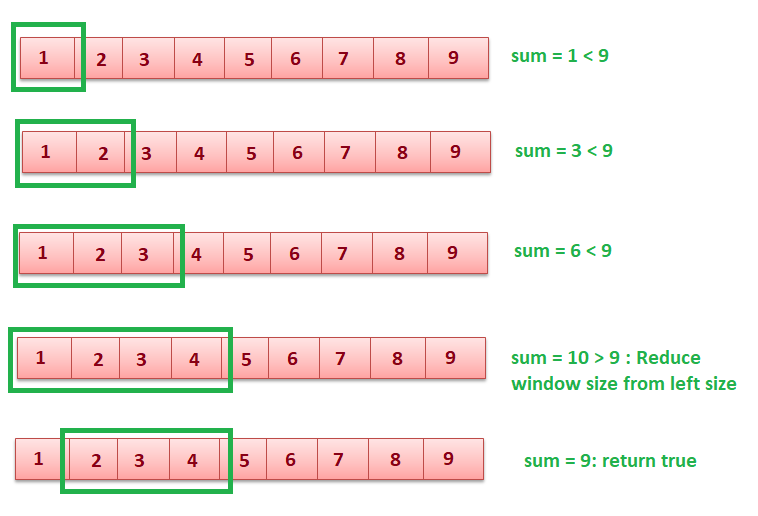 1 2 3 4 5 6 7 8 9 sum = 1 < 9
1 2 3 4 5 6 7 8 9 sum = 3 < 9
1 2 3 4 5 6 7 8 9 sum = 6 < 9
1 2 3 4 5 6 7 8 9 sum = 10 > 9 : Reduce
window size from left size
1 2 3 4 5 6 7 8 9 sum = 9: return true